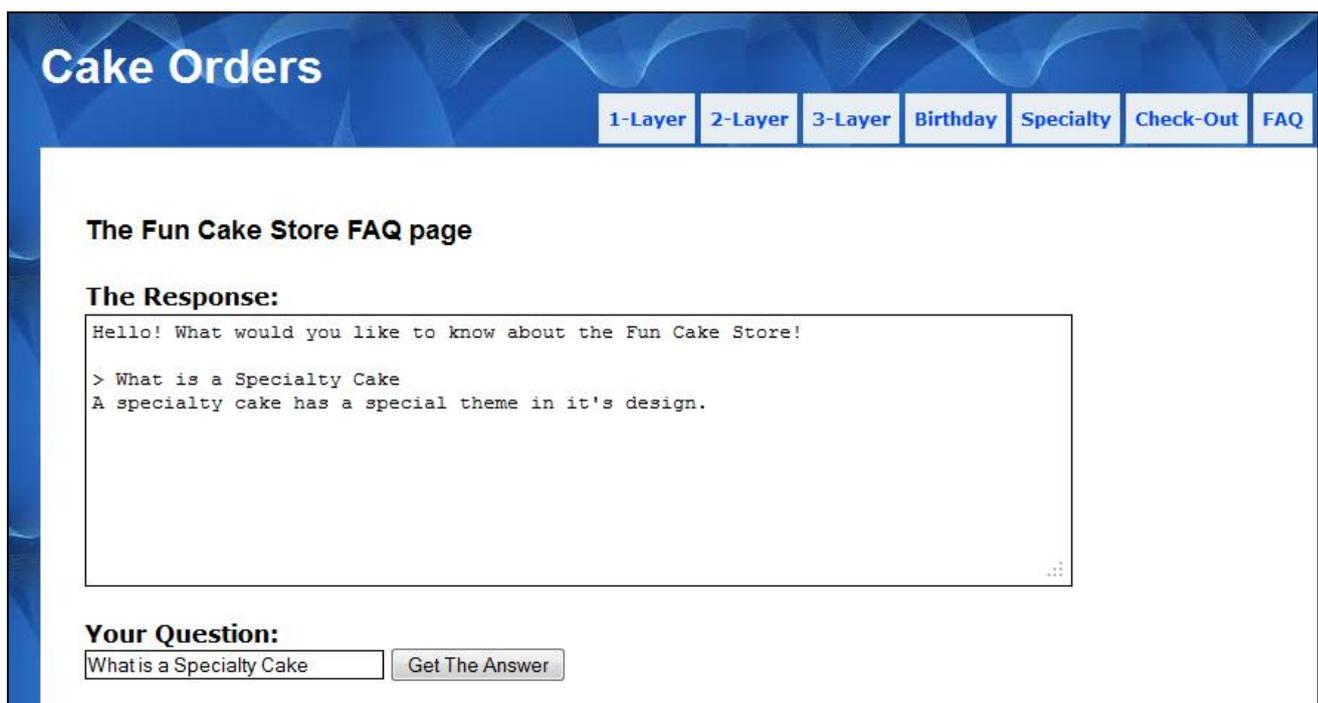 Cake Orders
1-Layer 2-Layer 3-Layer Birthday Specialty Check-Out FAQ
The Fun Cake Store FAQ page
The Response:
Hello! What would you like to know about the Fun Cake Store!
> What is a Specialty Cake
A specialty cake has a special theme in it's design.
Your Question:
What is a Specialty Cake Get The Answer